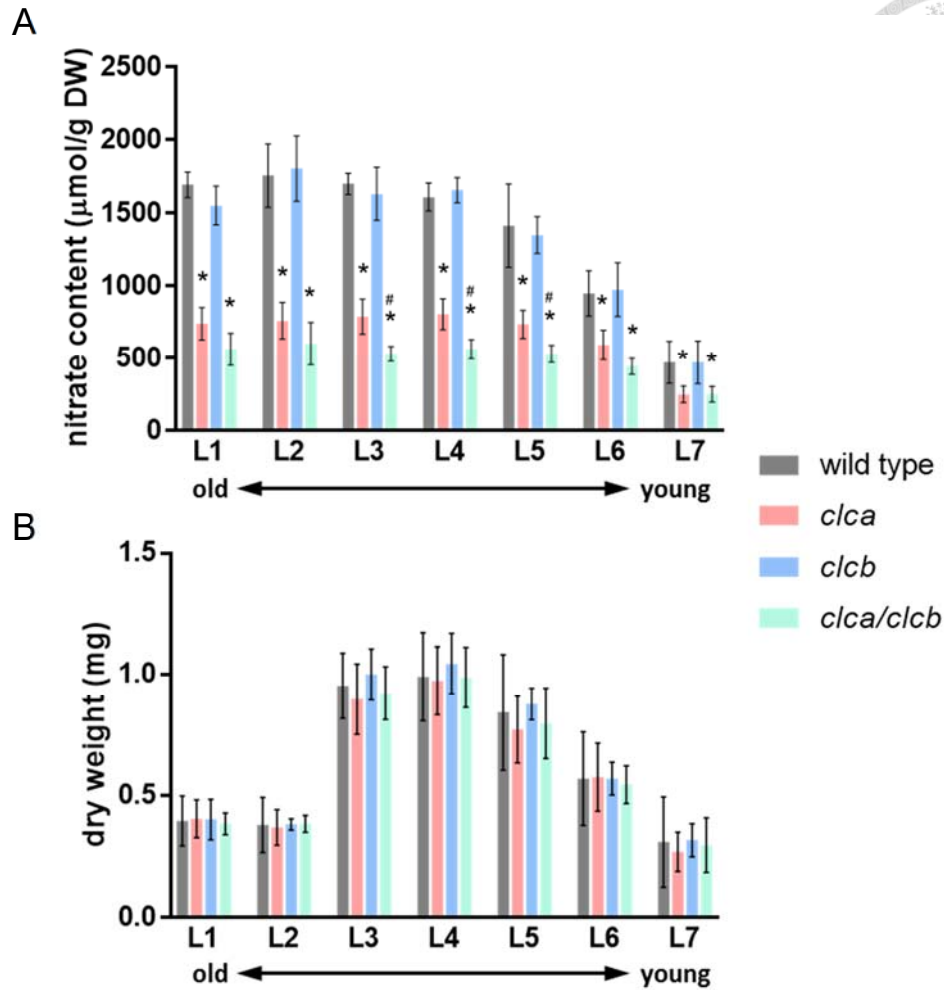 A
nitrate content (µmol/g DW)
2500
2000
1500
1000
500
0
* * * * * # * * # * * # * * * * *
L1 L2 L3 L4 L5 L6 L7
old young
wild type
clca
clcb
clca/clcb
B
dry weight (mg)
1.5
1.0
0.5
0.0
L1 L2 L3 L4 L5 L6 L7
old young